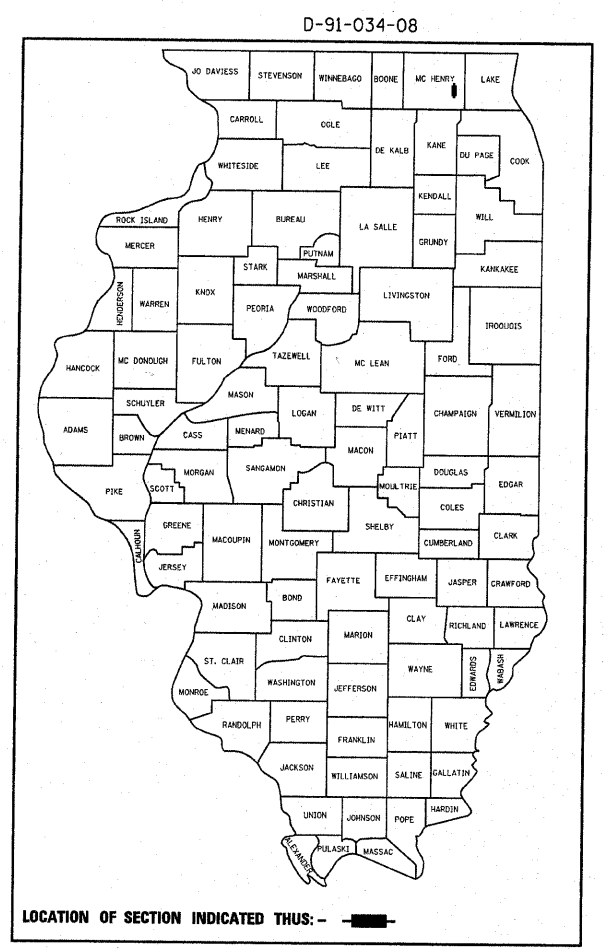 D-91-034-08
JO DAVIESS STEVENSON WINNEBAGO BOONE MC HENRY LAKE
CARROLL OGLE
DE KALB KANE DU PAGE COOK
WHITESIDE LEE
KENDALL
ROCK ISLAND HENRY BUREAU LA SALLE WILL
MERCER PUTNAM GRUNDY
STARK MARSHALL KANKAKEE
HENDERSON WARREN KNOX PEORIA WOODFORD LIVINGSTON IROQUOIS
HANCOCK MC DONOUGH FULTON TAZEWELL MC LEAN FORD
SCHUYLER MASON LOGAN DE WITT CHAMPAIGN VERMILION
ADAMS BROWN CASS MENARD MACON PIATT
PIKE SCOTT MORGAN SANGAMON MOULTRIE DOUGLAS EDGAR
CHRISTIAN COLES
CALHOUN GREENE MACOUPIN MONTGOMERY SHELBY CUMBERLAND CLARK
JERSEY FAYETTE EFFINGHAM JASPER CRAWFORD
MADISON BOND CLAY RICHLAND LAWRENCE
CLINTON MARION
ST. CLAIR WAYNE EDWARDS WABASH
WASHINGTON JEFFERSON
MONROE
RANDOLPH PERRY HAMILTON WHITE
FRANKLIN
JACKSON WILLIAMSON SALINE GALLATIN
UNION JOHNSON POPE HARDIN
ALEXANDER PULASKI MASSAC
LOCATION OF SECTION INDICATED THUS: -